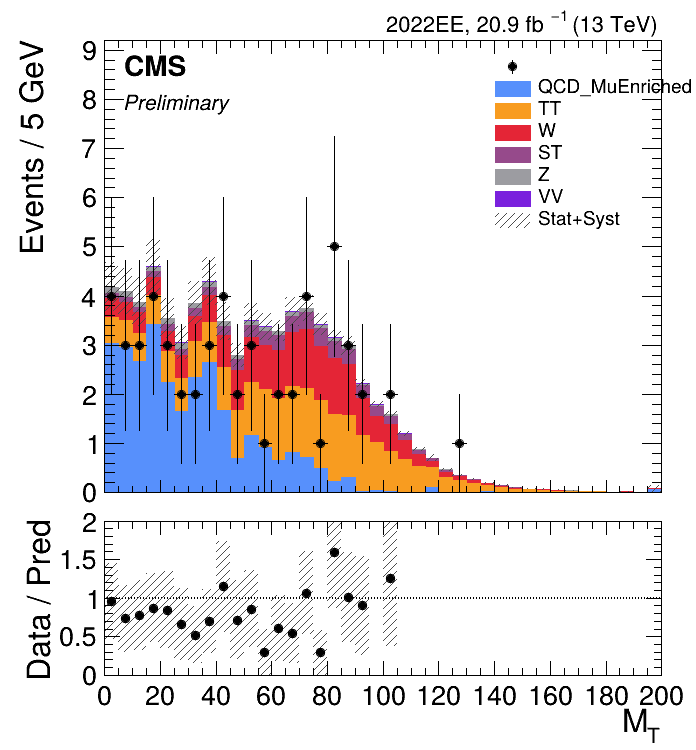 2022EE, 20.9 fb⁻¹ (13 TeV)
CMS
Preliminary
Events / 5 GeV
QCD_MuEnriched
TT
W
ST
Z
VV
Stat+Syst
9
8
7
6
5
4
3
2
1
0
Data / Pred
2
1.5
1
0.5
0
0 20 40 60 80 100 120 140 160 180 200
M_T